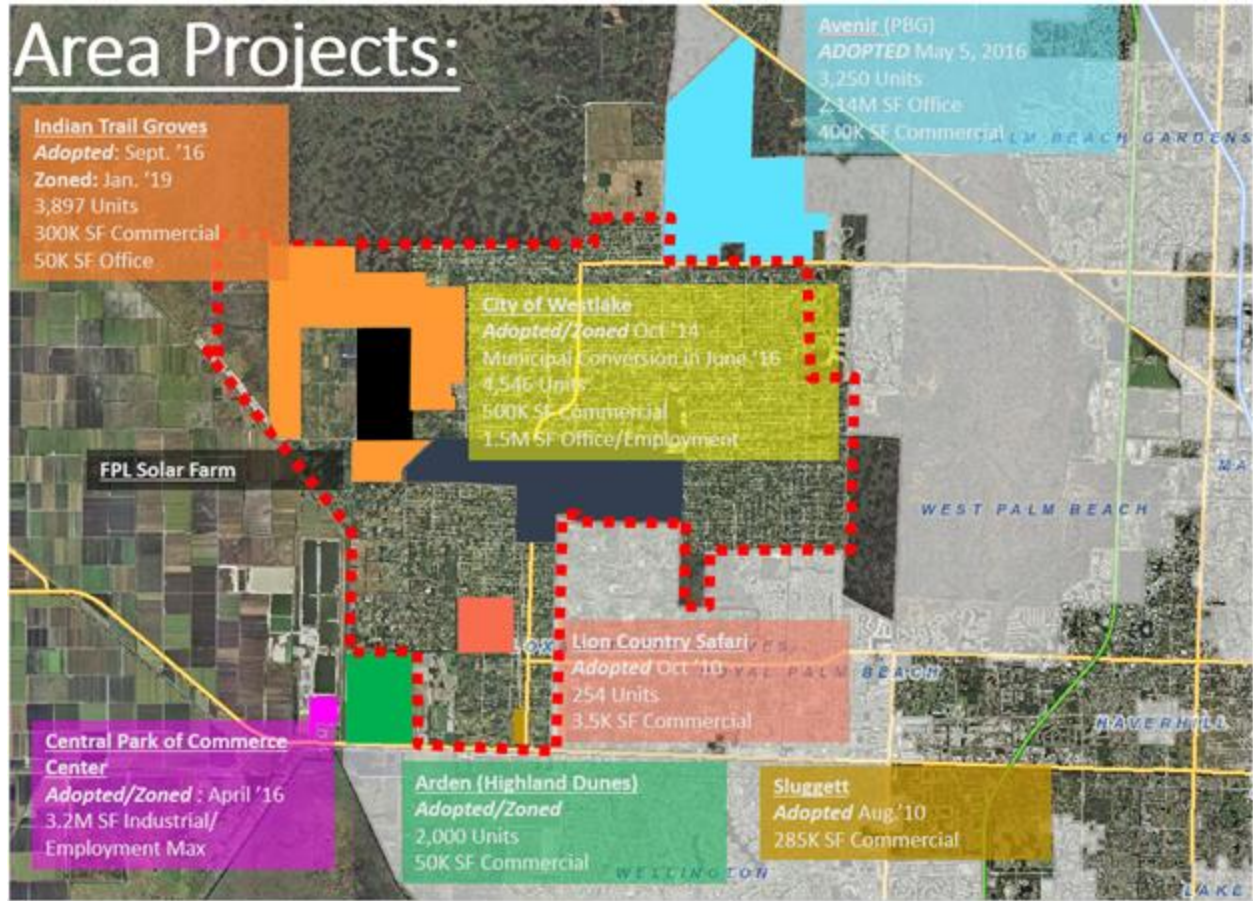 Area Projects:
Avenir (PBG)
ADOPTED May 5, 2016
3,250 Units
2.14M SF Office
400K SF Commercial
PALM BEACH GARDENS
Indian Trail Groves
Adopted: Sept. '16
Zoned: Jan. '19
3,897 Units
300K SF Commercial
50K SF Office
City of Westlake
Adopted/Zoned Oct '14
Municipal Conversion in June '16
4,546 Units
500K SF Commercial
1.5M SF Office/Employment
FPL Solar Farm
WEST PALM BEACH
Lion Country Safari
Adopted Oct '10
254 Units
3.5K SF Commercial
ROYAL PALM BEACH
HAVERHILL
Central Park of Commerce
Center
Adopted/Zoned : April '16
3.2M SF Industrial/
Employment Max
Arden (Highland Dunes)
Adopted/Zoned
2,000 Units
50K SF Commercial
Sluggett
Adopted Aug.'10
285K SF Commercial
WELLINGTON
LAKE